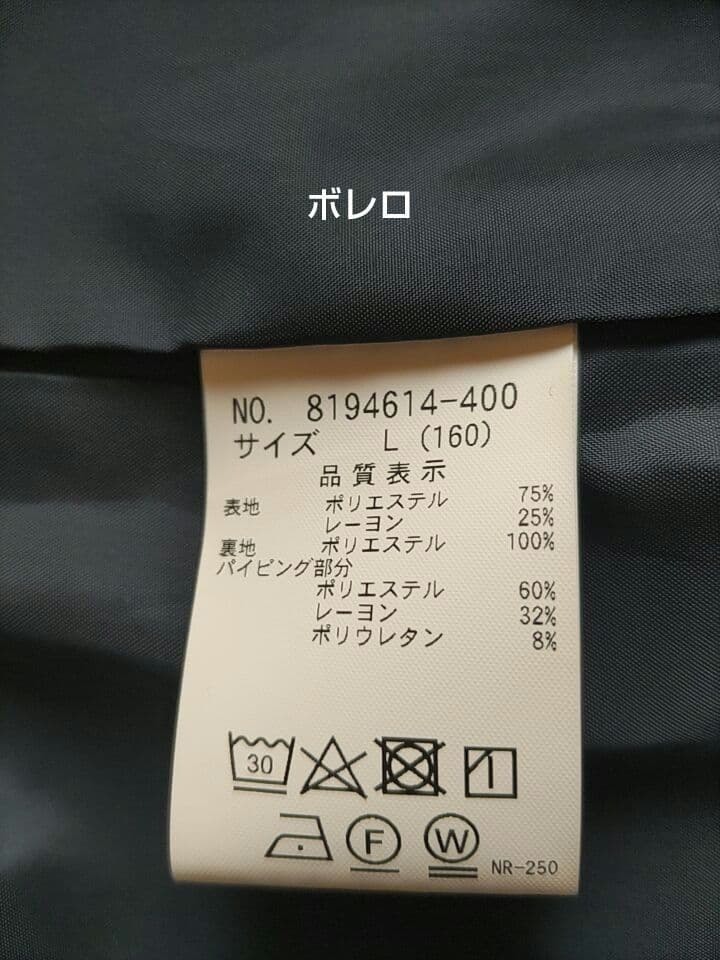 ボレロ
NO. 8194614-400
サイズ L (160)
品質表示
表地 ポリエステル 75%
レーヨン 25%
裏地 ポリエステル 100%
パイピング部分
ポリエステル 60%
レーヨン 32%
ポリウレタン 8%
30
F W NR-250